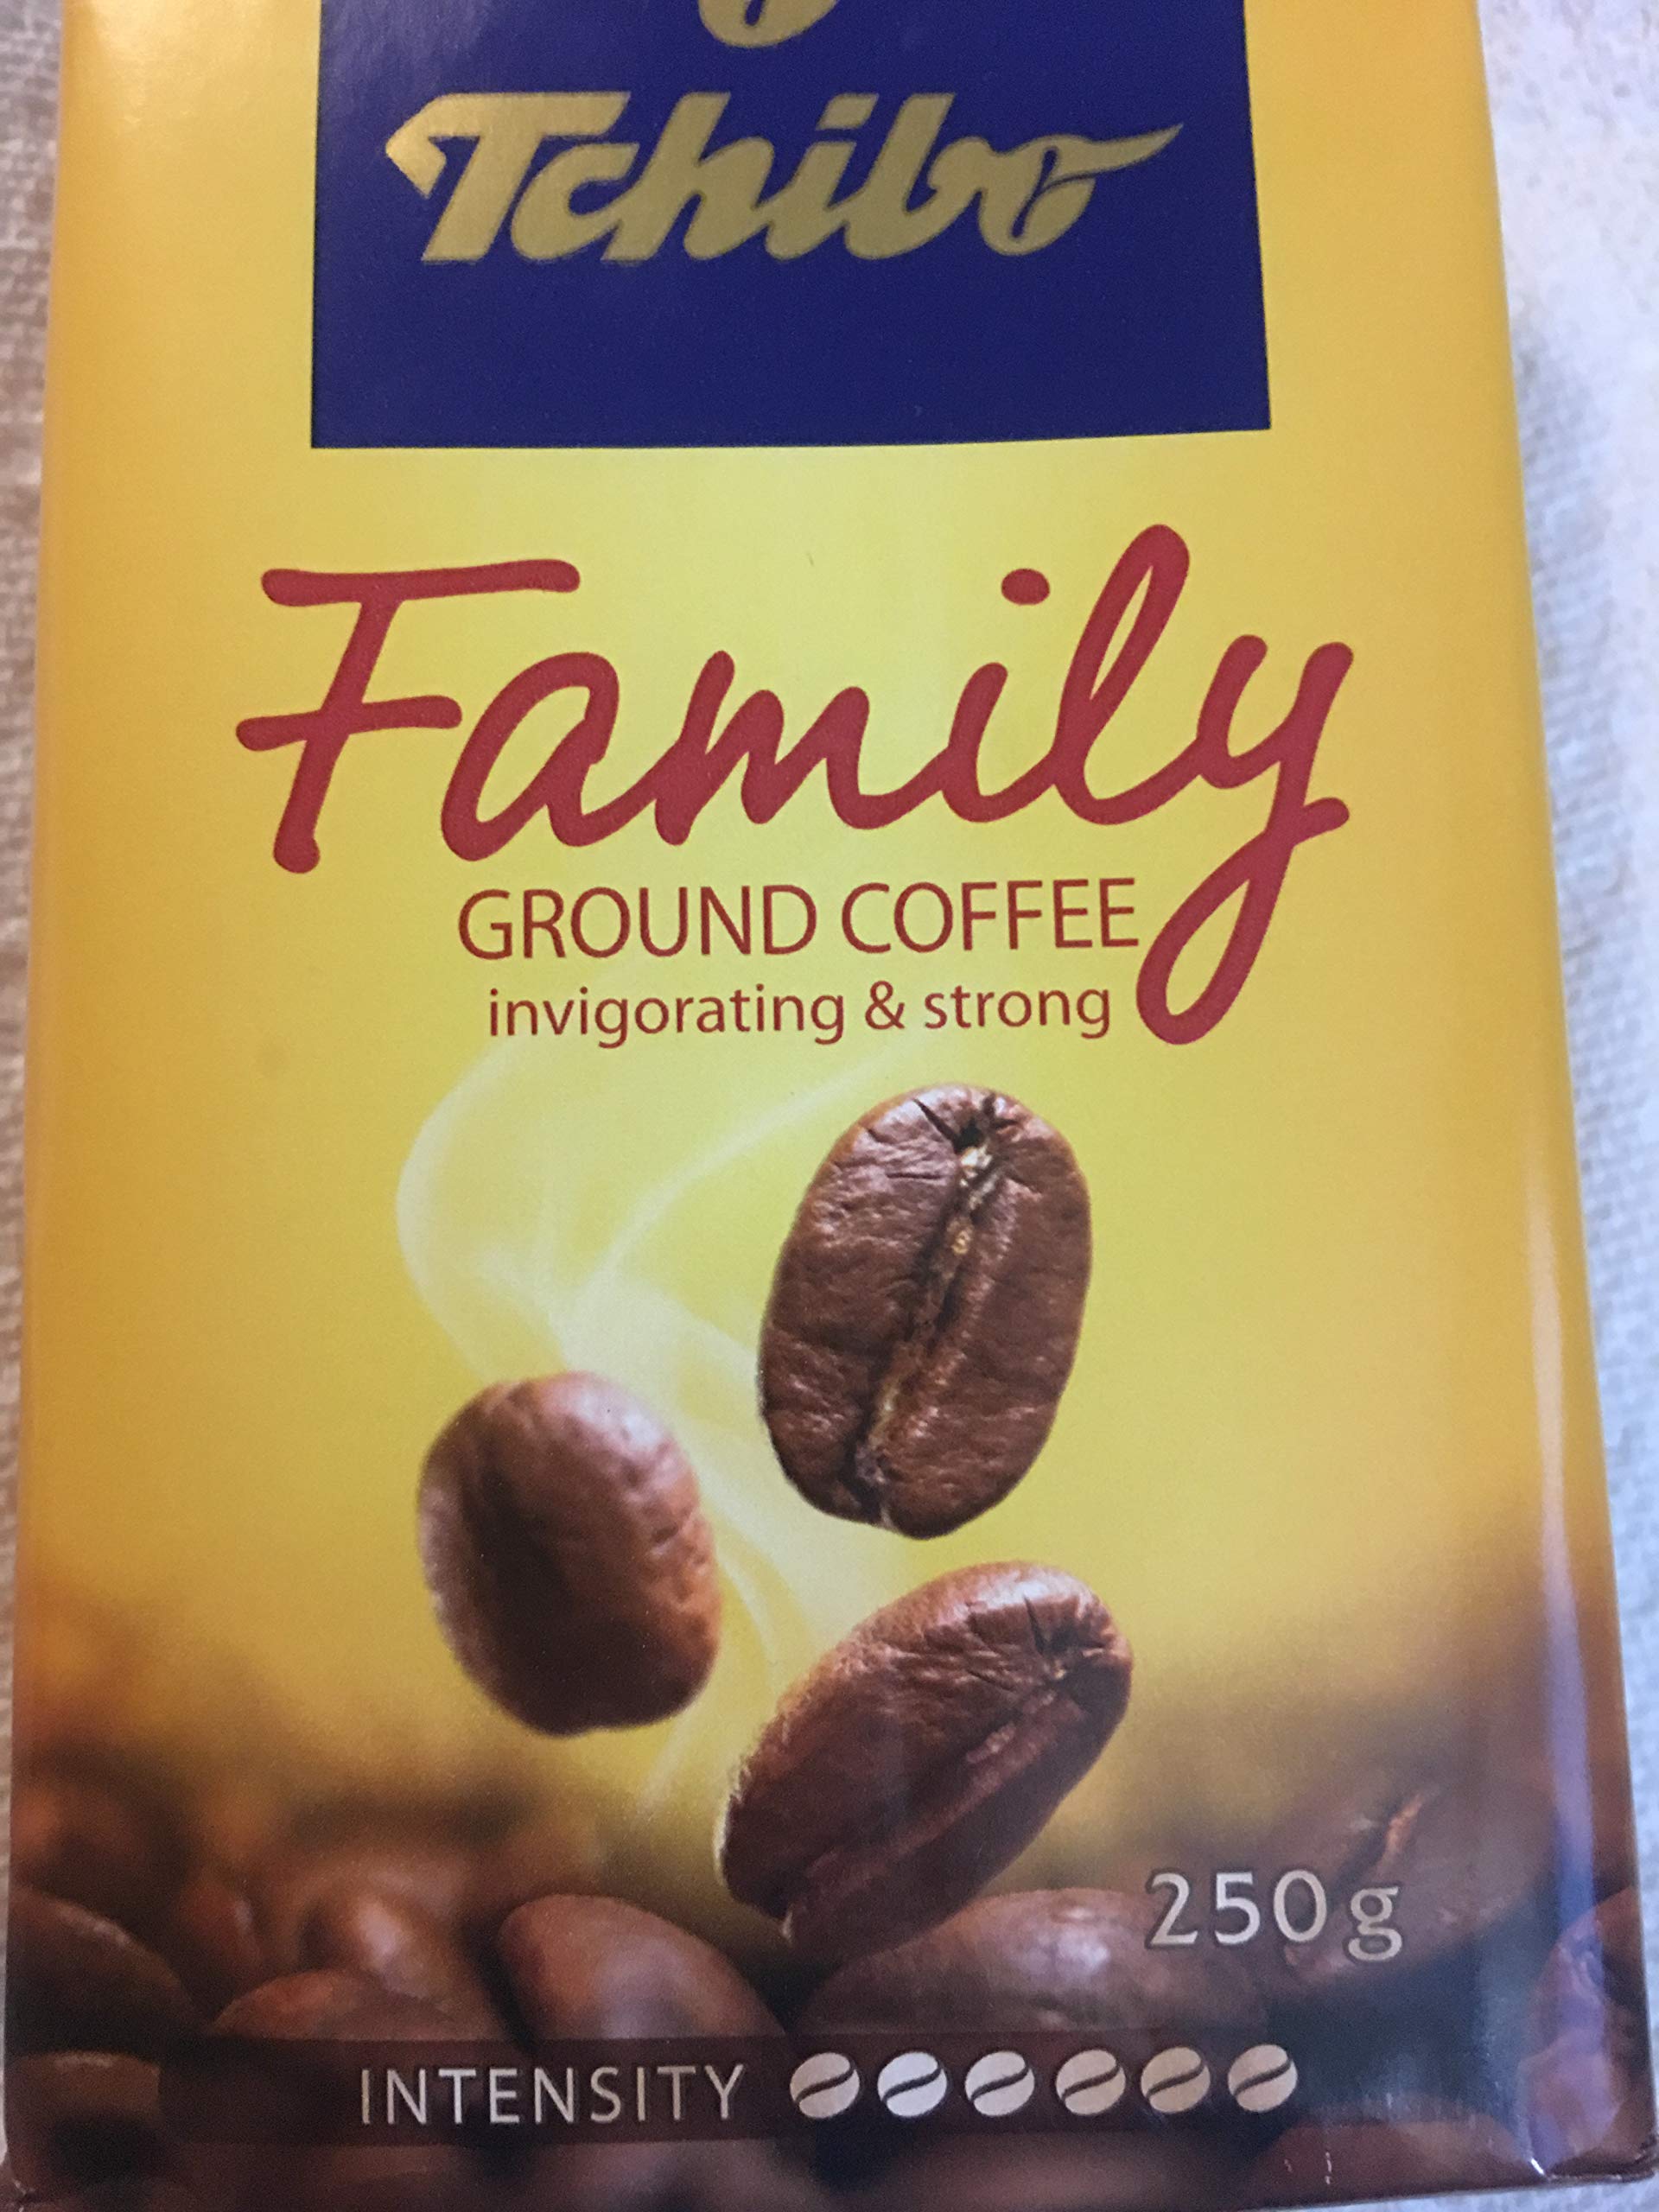 Tchibo
Family
GROUND COFFEE
invigorating & strong
250g
INTENSITY